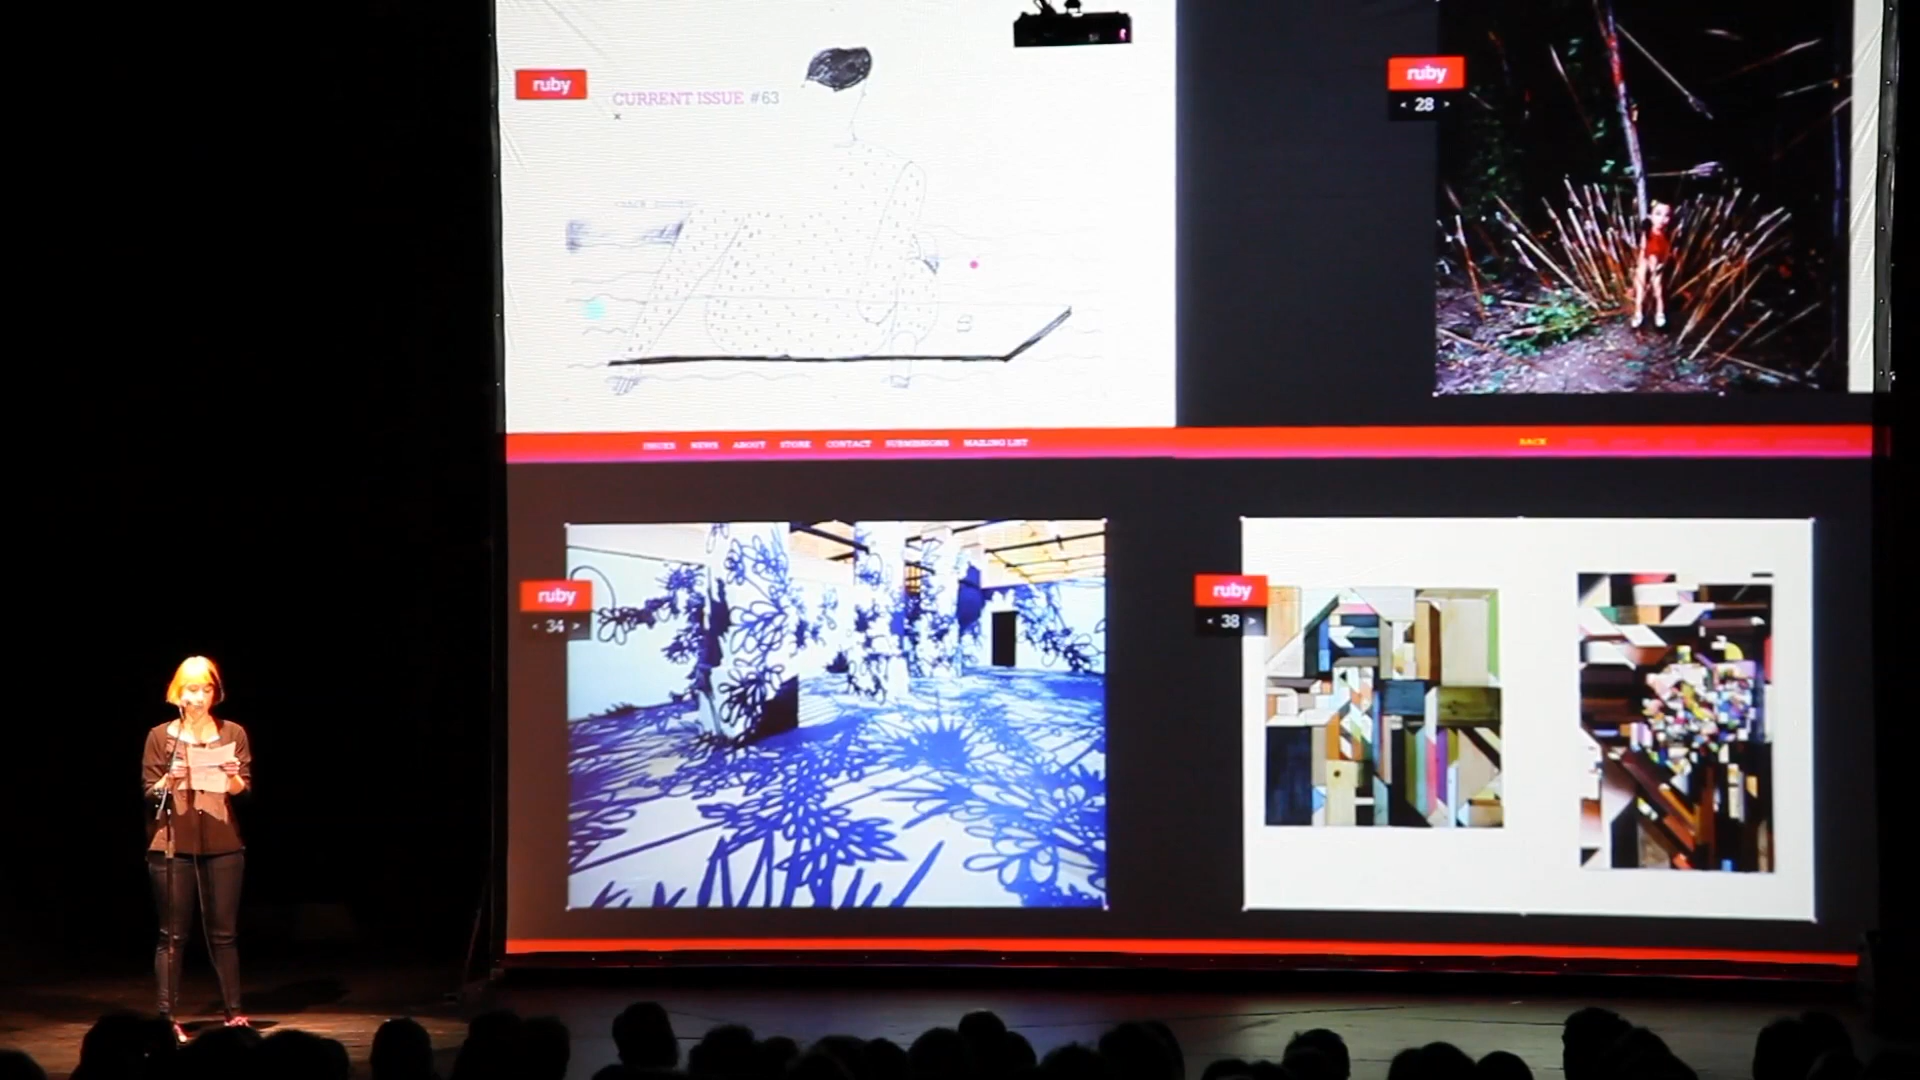 ruby
CURRENT ISSUE #63
×
ruby
< 28 >
ISSUES NEWS ABOUT STORE CONTACT SUBMISSIONS MAILING LIST
BACK
ruby
< 34 >
ruby
< 38 >